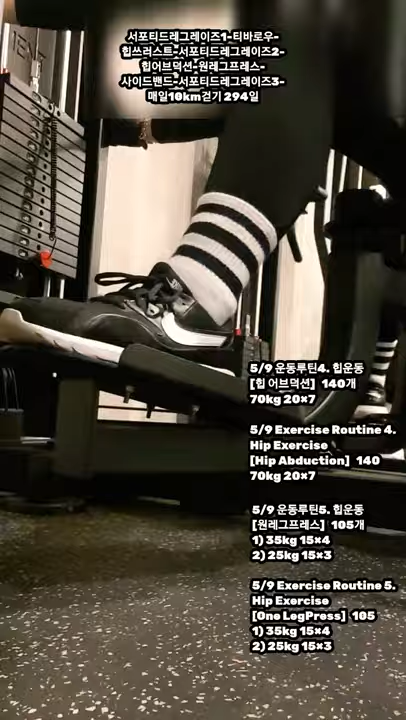 서포티드레그레이즈1-티바로우-
힙쓰러스트-서포티드레그레이즈2-
힙어브덕션-원레그프레스-
사이드밴드-서포티드레그레이즈3-
매일10km걷기 294일
5/9 운동루틴4. 힙운동
[힙 어브덕션] 140개
70kg 20×7
5/9 Exercise Routine 4.
Hip Exercise
[Hip Abduction] 140
70kg 20×7
5/9 운동루틴5. 힙운동
[원레그프레스] 105개
1) 35kg 15×4
2) 25kg 15×3
5/9 Exercise Routine 5.
Hip Exercise
[One LegPress] 105
1) 35kg 15×4
2) 25kg 15×3